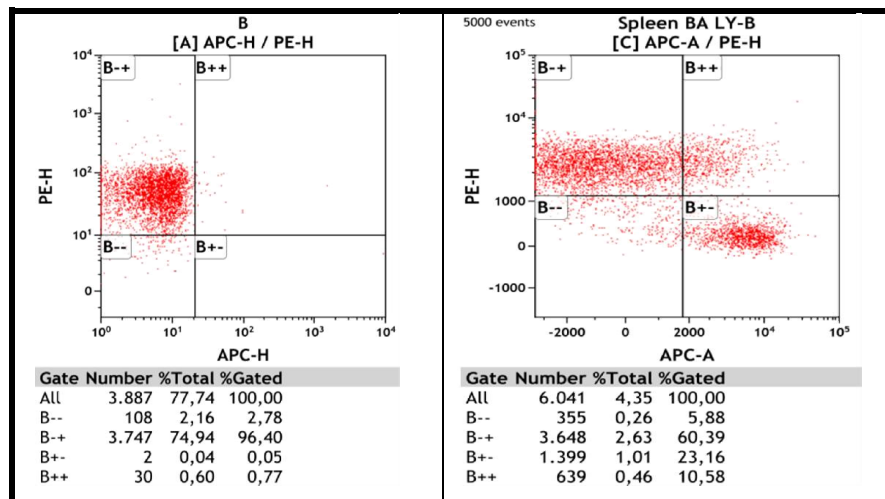 B
[A] APC-H / PE-H
10⁴
B-+
B++
10³
PE-H
10²
10¹
B--
B+-
0
10⁰
10¹
10²
10³
10⁴
APC-H
Gate Number %Total %Gated
All 3.887 77,74 100,00
B-- 108 2,16 2,78
B-+ 3.747 74,94 96,40
B+- 2 0,04 0,05
B++ 30 0,60 0,77
5000 events
Spleen BA LY-B
[C] APC-A / PE-H
10⁵
B-+
B++
10⁴
PE-H
1000
B--
B+-
0
-1000
-2000
0
2000
10⁴
10⁵
APC-A
Gate Number %Total %Gated
All 6.041 4,35 100,00
B-- 355 0,26 5,88
B-+ 3.648 2,63 60,39
B+- 1.399 1,01 23,16
B++ 639 0,46 10,58